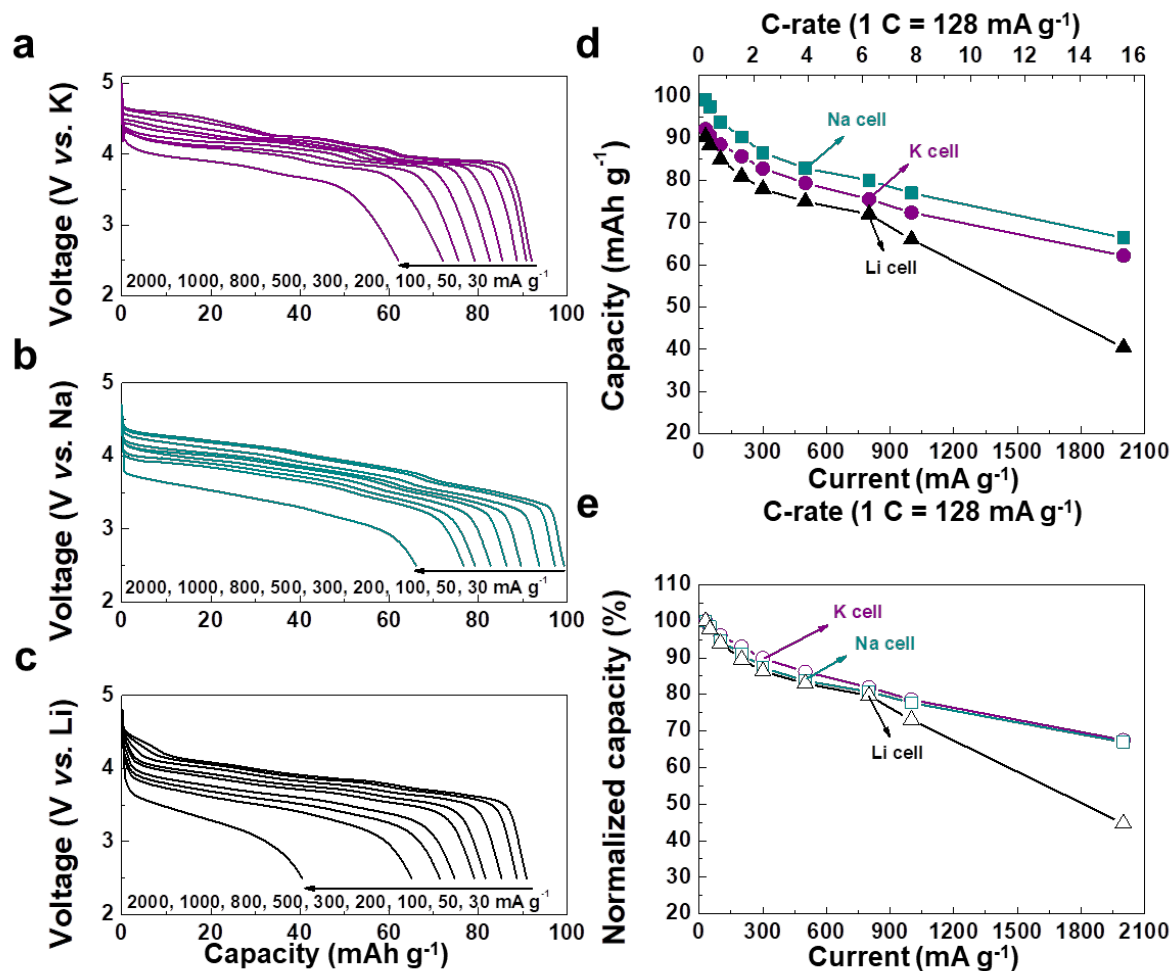 a
Voltage (V vs. K)
5
4
3
2
2000, 1000, 800, 500, 300, 200, 100, 50, 30 mA g-1
0 20 40 60 80 100
b
Voltage (V vs. Na)
5
4
3
2
2000, 1000, 800, 500, 300, 200, 100, 50, 30 mA g-1
0 20 40 60 80 100
c
Voltage (V vs. Li)
5
4
3
2
2000, 1000, 800, 500, 300, 200, 100, 50, 30 mA g-1
0 20 40 60 80 100
Capacity (mAh g-1)
d
C-rate (1 C = 128 mA g-1)
0 2 4 6 8 10 12 14 16
Capacity (mAh g-1)
100
90
80
70
60
50
40
30
20
Na cell
K cell
Li cell
0 300 600 900 1200 1500 1800 2100
Current (mA g-1)
e
C-rate (1 C = 128 mA g-1)
Normalized capacity (%)
110
100
90
80
70
60
50
40
30
20
K cell
Na cell
Li cell
0 300 600 900 1200 1500 1800 2100
Current (mA g-1)